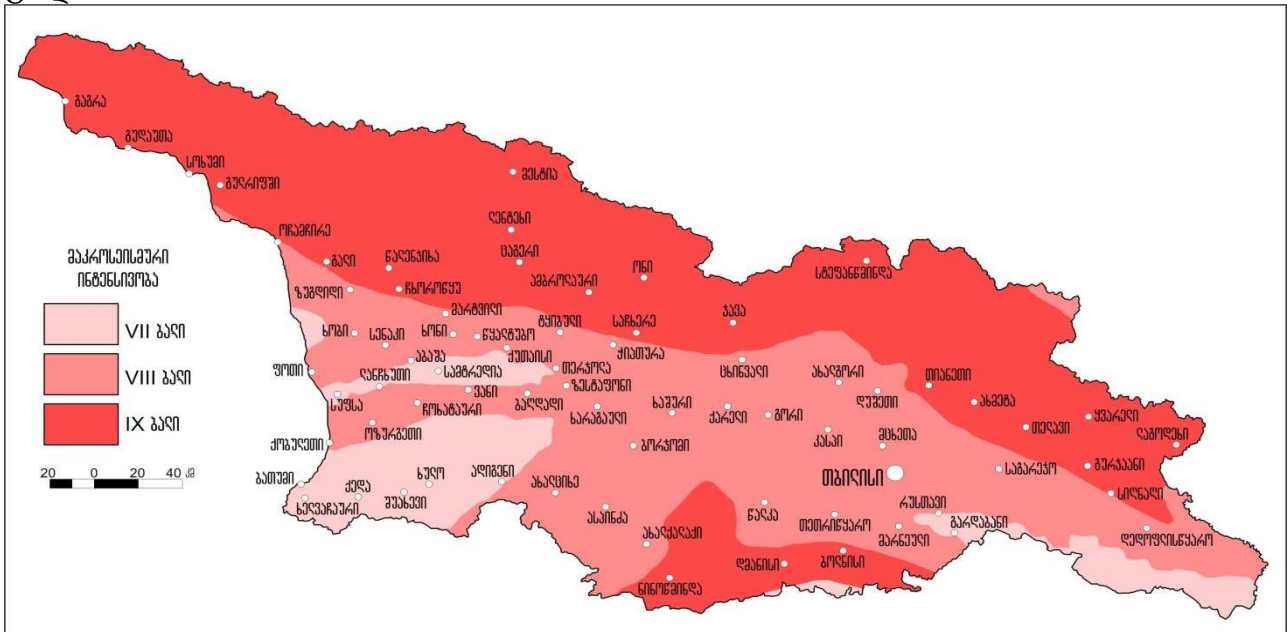 გაგრა
გუდაუთა
სოხუმი
გულრიფში
მესტია
ოჩამჩირე
ლენტეხი
გალი
წალენჯიხა
ცაგერი
ონი
სტეფანწმინდა
ზუგდიდი
ჩხოროწყუ
ამბროლაური
მარტვილი
ტყიბული
საჩხერე
ჯავა
ხობი
სენაკი
ხონი
წყალტუბო
ქუთაისი
ჭიათურა
ფოთი
აბაშა
სამტრედია
თერჯოლა
ცხინვალი
ახალგორი
თიანეთი
ლანჩხუთი
ვანი
ზესტაფონი
დუშეთი
ახმეტა
სუფსა
ჩოხატაური
ბაღდადი
ხარაგაული
ხაშური
ქარელი
გორი
თელავი
ყვარელი
ოზურგეთი
ლაგოდეხი
ქობულეთი
ბორჯომი
კასპი
მცხეთა
ბათუმი
ქედა
ხულო
ადიგენი
ახალციხე
თბილისი
საგარეჯო
გურჯაანი
ხელვაჩაური
შუახევი
ასპინძა
წალკა
თეთრიწყარო
რუსთავი
სიღნაღი
ახალქალაქი
მარნეული
გარდაბანი
დედოფლისწყარო
ნინოწმინდა
დმანისი
ბოლნისი
მაკროსეისმური
ინტენსივობა
VII ბალი
VIII ბალი
IX ბალი
20 0 20 40 კმ